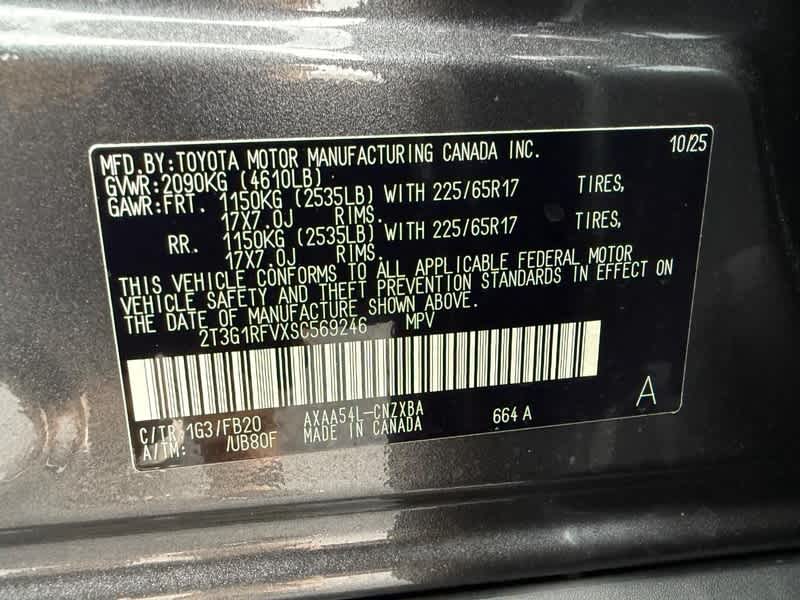 10/25
MFD.BY:TOYOTA MOTOR MANUFACTURING CANADA INC.
GVWR:2090KG (4610LB)
GAWR:FRT. 1150KG (2535LB) WITH 225/65R17 TIRES,
17X7.0J RIMS.
RR. 1150KG (2535LB) WITH 225/65R17 TIRES,
17X7.0J RIMS.
THIS VEHICLE CONFORMS TO ALL APPLICABLE FEDERAL MOTOR
VEHICLE SAFETY AND THEFT PREVENTION STANDARDS IN EFFECT ON
THE DATE OF MANUFACTURE SHOWN ABOVE.
2T3G1RFVXSC569246 MPV
C/TR:1G3/FB20 AXAA54L-CNZXBA 664 A A
A/TM: /UB80F MADE IN CANADA